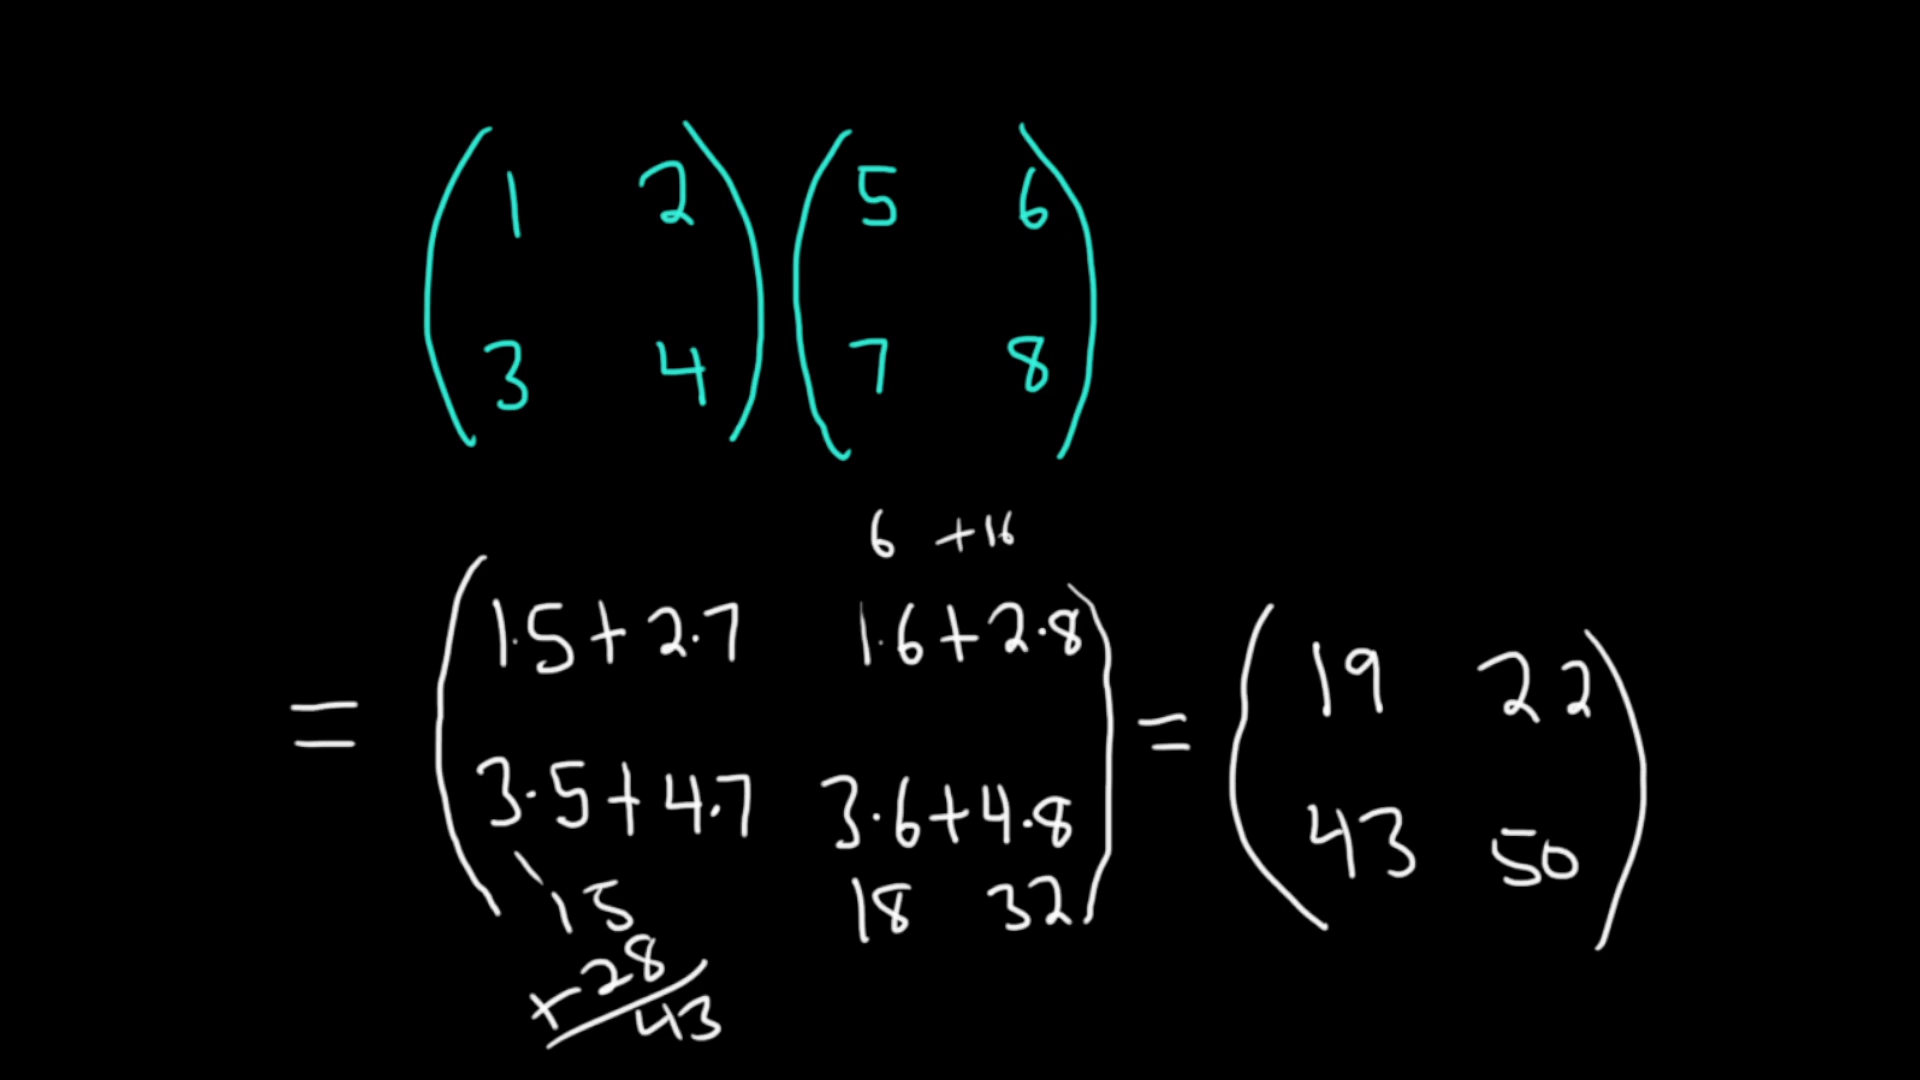 ( 1 2 ) ( 5 6 )
( 3 4 ) ( 7 8 )
6 +16
= ( 1·5+2·7 1·6+2·8 ) = ( 19 22 )
( 3·5+4·7 3·6+4·8 ) ( 43 50 )
15 18 32
+28
43